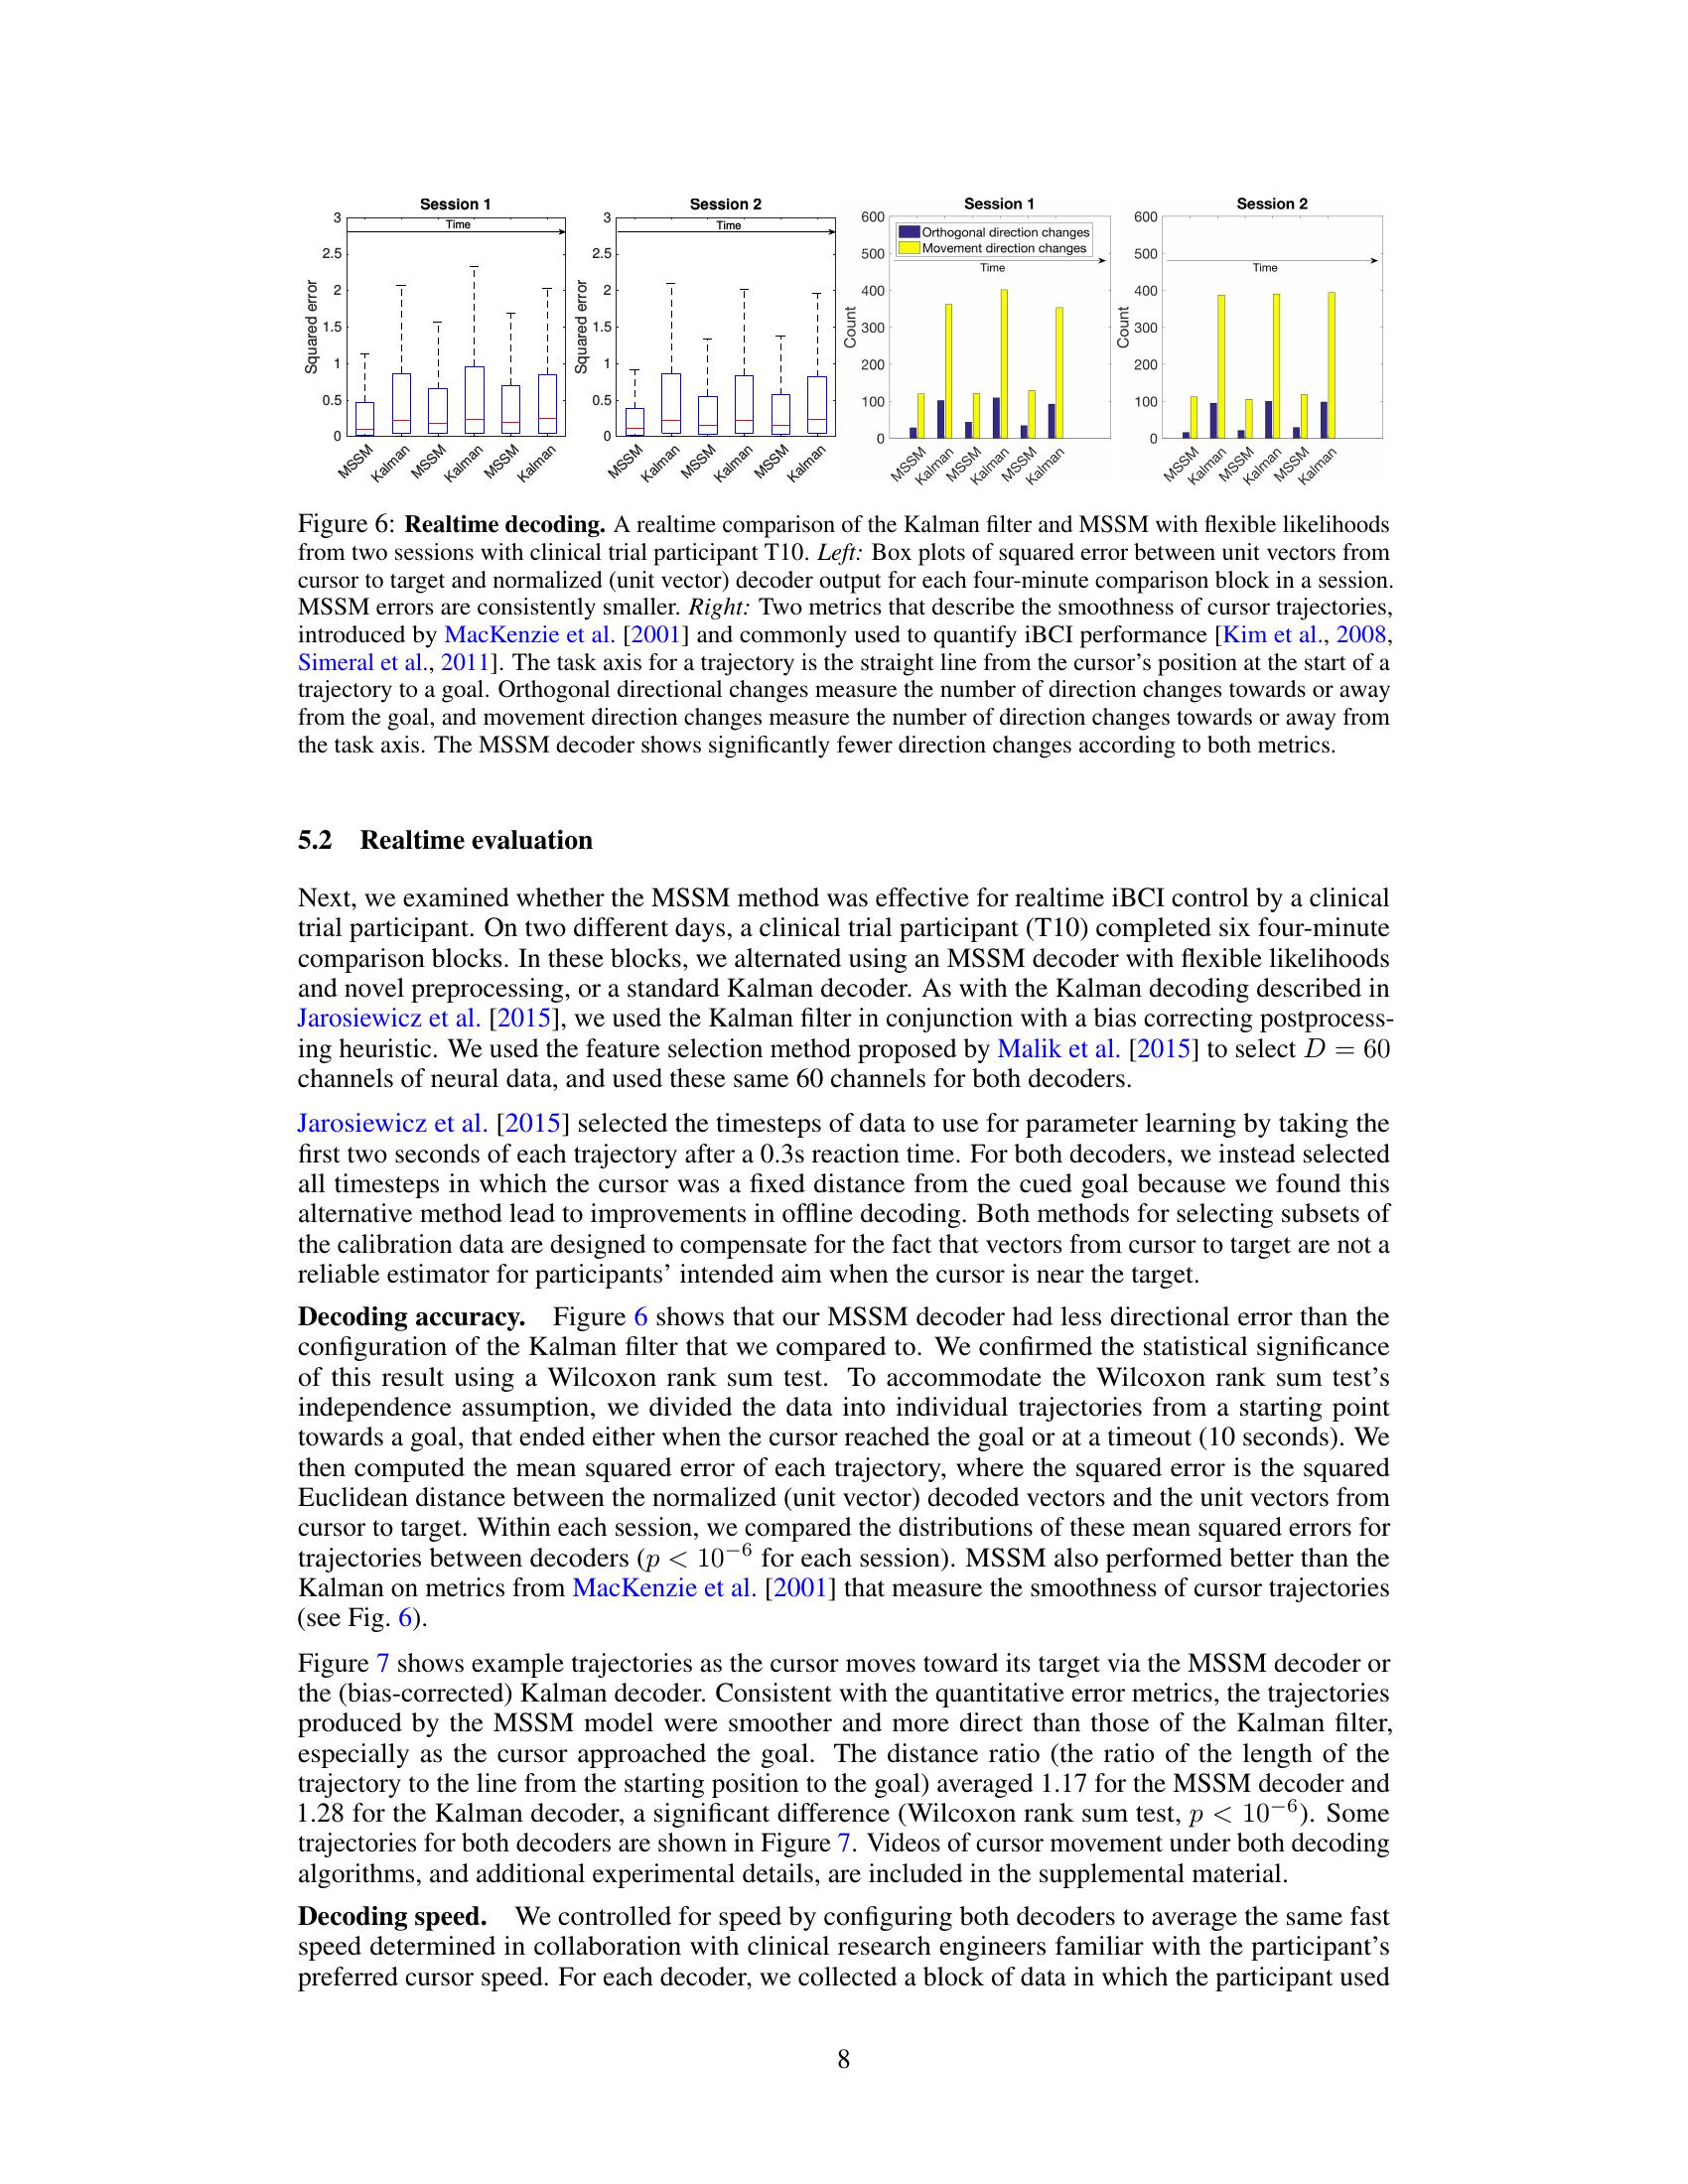 Session 1
Time
3
2.5
2
1.5
1
0.5
0
Squared error
MSSM
Kalman
MSSM
Kalman
MSSM
Kalman
Session 2
Time
3
2.5
2
1.5
1
0.5
0
Squared error
MSSM
Kalman
MSSM
Kalman
MSSM
Kalman
Session 1
600
500
400
300
200
100
0
Count
Orthogonal direction changes
Movement direction changes
Time
MSSM
Kalman
MSSM
Kalman
MSSM
Kalman
Session 2
600
500
400
300
200
100
0
Count
Time
MSSM
Kalman
MSSM
Kalman
MSSM
Kalman
Figure 6: Realtime decoding. A realtime comparison of the Kalman filter and MSSM with flexible likelihoods
from two sessions with clinical trial participant T10. Left: Box plots of squared error between unit vectors from
cursor to target and normalized (unit vector) decoder output for each four-minute comparison block in a session.
MSSM errors are consistently smaller. Right: Two metrics that describe the smoothness of cursor trajectories,
introduced by MacKenzie et al. [2001] and commonly used to quantify iBCI performance [Kim et al., 2008,
Simeral et al., 2011]. The task axis for a trajectory is the straight line from the cursor's position at the start of a
trajectory to a goal. Orthogonal directional changes measure the number of direction changes towards or away
from the goal, and movement direction changes measure the number of direction changes towards or away from
the task axis. The MSSM decoder shows significantly fewer direction changes according to both metrics.
5.2 Realtime evaluation
Next, we examined whether the MSSM method was effective for realtime iBCI control by a clinical
trial participant. On two different days, a clinical trial participant (T10) completed six four-minute
comparison blocks. In these blocks, we alternated using an MSSM decoder with flexible likelihoods
and novel preprocessing, or a standard Kalman decoder. As with the Kalman decoding described in
Jarosiewicz et al. [2015], we used the Kalman filter in conjunction with a bias correcting postprocess-
ing heuristic. We used the feature selection method proposed by Malik et al. [2015] to select D = 60
channels of neural data, and used these same 60 channels for both decoders.
Jarosiewicz et al. [2015] selected the timesteps of data to use for parameter learning by taking the
first two seconds of each trajectory after a 0.3s reaction time. For both decoders, we instead selected
all timesteps in which the cursor was a fixed distance from the cued goal because we found this
alternative method lead to improvements in offline decoding. Both methods for selecting subsets of
the calibration data are designed to compensate for the fact that vectors from cursor to target are not a
reliable estimator for participants' intended aim when the cursor is near the target.
Decoding accuracy. Figure 6 shows that our MSSM decoder had less directional error than the
configuration of the Kalman filter that we compared to. We confirmed the statistical significance
of this result using a Wilcoxon rank sum test. To accommodate the Wilcoxon rank sum test's
independence assumption, we divided the data into individual trajectories from a starting point
towards a goal, that ended either when the cursor reached the goal or at a timeout (10 seconds). We
then computed the mean squared error of each trajectory, where the squared error is the squared
Euclidean distance between the normalized (unit vector) decoded vectors and the unit vectors from
cursor to target. Within each session, we compared the distributions of these mean squared errors for
trajectories between decoders (p < 10⁻⁶ for each session). MSSM also performed better than the
Kalman on metrics from MacKenzie et al. [2001] that measure the smoothness of cursor trajectories
(see Fig. 6).
Figure 7 shows example trajectories as the cursor moves toward its target via the MSSM decoder or
the (bias-corrected) Kalman decoder. Consistent with the quantitative error metrics, the trajectories
produced by the MSSM model were smoother and more direct than those of the Kalman filter,
especially as the cursor approached the goal. The distance ratio (the ratio of the length of the
trajectory to the line from the starting position to the goal) averaged 1.17 for the MSSM decoder and
1.28 for the Kalman decoder, a significant difference (Wilcoxon rank sum test, p < 10⁻⁶). Some
trajectories for both decoders are shown in Figure 7. Videos of cursor movement under both decoding
algorithms, and additional experimental details, are included in the supplemental material.
Decoding speed. We controlled for speed by configuring both decoders to average the same fast
speed determined in collaboration with clinical research engineers familiar with the participant's
preferred cursor speed. For each decoder, we collected a block of data in which the participant used
8